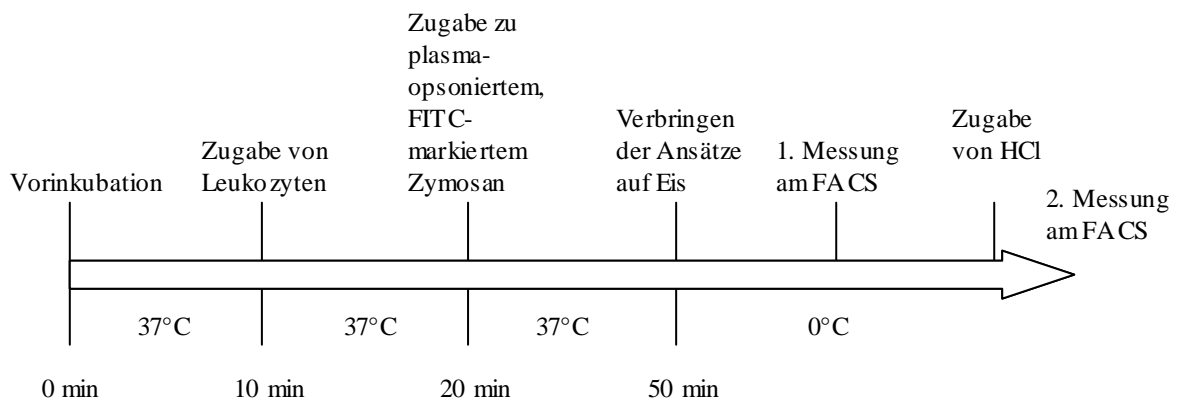 Vorinkubation
Zugabe von
Leukozyten
Zugabe zu
plasma-
opsoniertem,
FITC-
markiertem
Zymosan
Verbringen
der Ansätze
auf Eis
1. Messung
am FACS
Zugabe
von HCl
2. Messung
am FACS
37°C
37°C
37°C
0°C
0 min
10 min
20 min
50 min